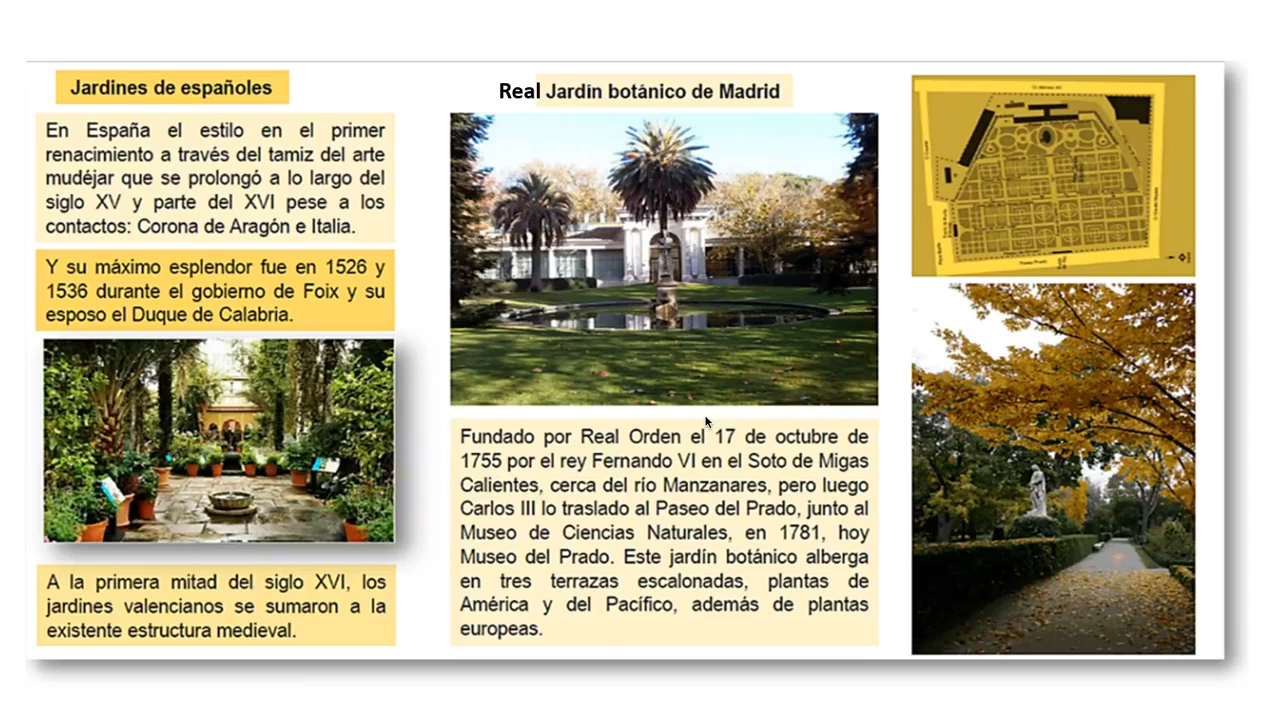 Jardines de españoles
En España el estilo en el primer
renacimiento a través del tamiz del arte
mudéjar que se prolongó a lo largo del
siglo XV y parte del XVI pese a los
contactos: Corona de Aragón e Italia.
Y su máximo esplendor fue en 1526 y
1536 durante el gobierno de Foix y su
esposo el Duque de Calabria.
A la primera mitad del siglo XVI, los
jardines valencianos se sumaron a la
existente estructura medieval.
Real Jardín botánico de Madrid
Fundado por Real Orden el 17 de octubre de
1755 por el rey Fernando VI en el Soto de Migas
Calientes, cerca del río Manzanares, pero luego
Carlos III lo traslado al Paseo del Prado, junto al
Museo de Ciencias Naturales, en 1781, hoy
Museo del Prado. Este jardín botánico alberga
en tres terrazas escalonadas, plantas de
América y del Pacífico, además de plantas
europeas.